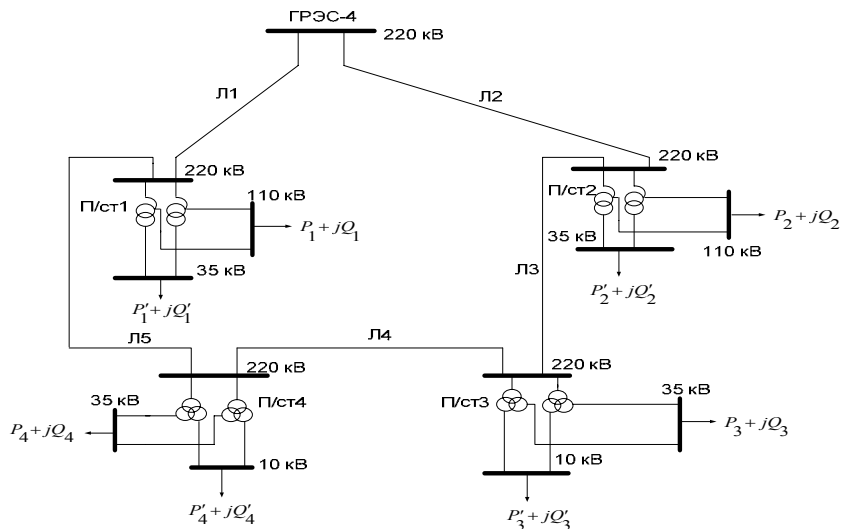 ГРЭС-4
220 кВ
Л1
Л2
220 кВ
220 кВ
П/ст1
110 кВ
П/ст2
P₁ + jQ₁
P₂ + jQ₂
35 кВ
35 кВ
110 кВ
Л3
P′₁ + jQ′₁
P′₂ + jQ′₂
Л5
Л4
220 кВ
220 кВ
35 кВ
П/ст4
П/ст3
35 кВ
P₄ + jQ₄
P₃ + jQ₃
10 кВ
10 кВ
P′₄ + jQ′₄
P′₃ + jQ′₃